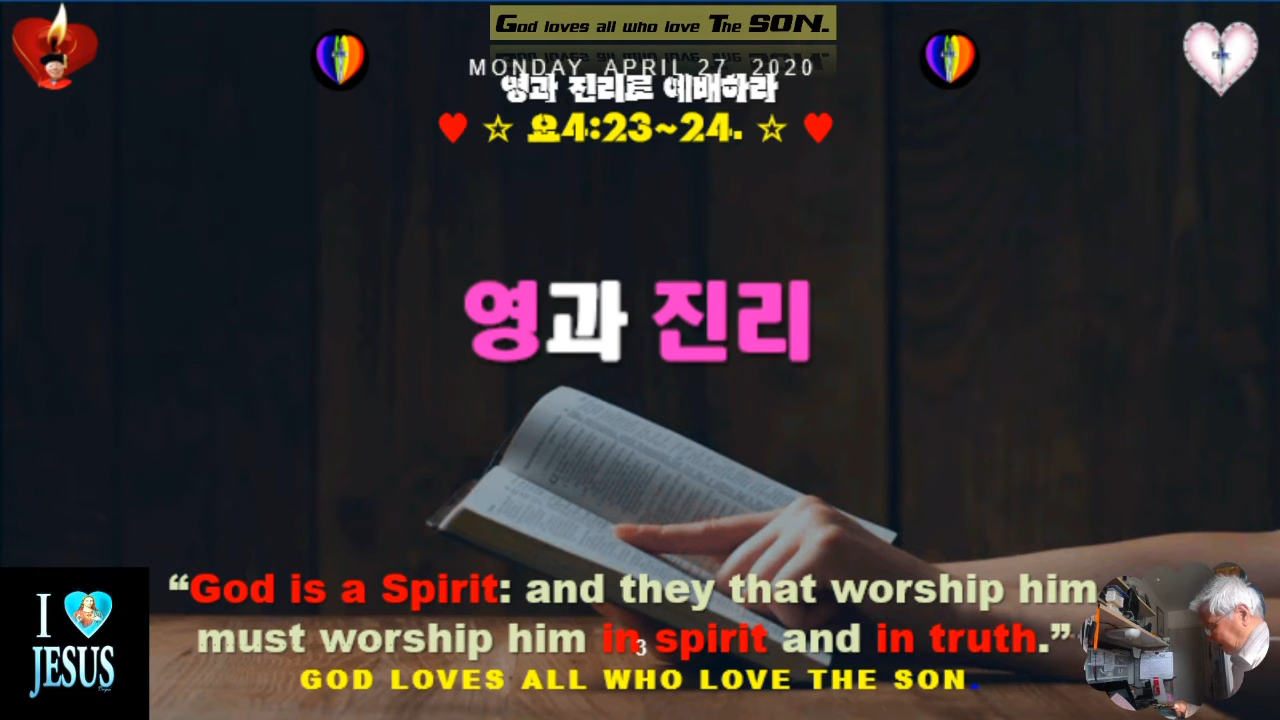 God loves all who love The SON.
MONDAY, APRIL 27, 2020
영과 진리로 예배하라
♥ ☆ 요4:23~24. ☆ ♥
영과 진리
“God is a Spirit: and they that worship him
must worship him in spirit and in truth.”
3
GOD LOVES ALL WHO LOVE THE SON.
I
JESUS